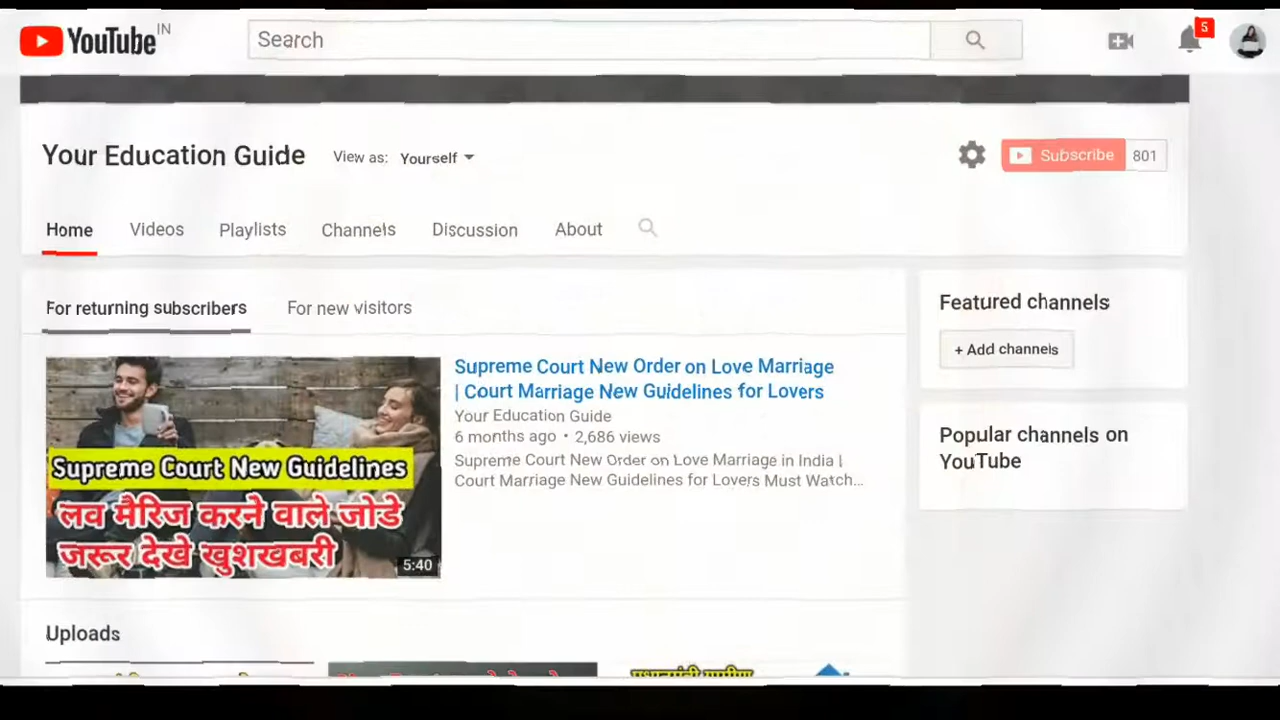 YouTube IN
Search
5
Your Education Guide
View as: Yourself
Subscribe 801
Home Videos Playlists Channels Discussion About
For returning subscribers For new visitors
Supreme Court New Guidelines
लव मैरिज करने वाले जोडे
जरूर देखे खुशखबरी
5:40
Supreme Court New Order on Love Marriage
| Court Marriage New Guidelines for Lovers
Your Education Guide
6 months ago • 2,686 views
Supreme Court New Order on Love Marriage in India |
Court Marriage New Guidelines for Lovers Must Watch...
Featured channels
+ Add channels
Popular channels on
YouTube
Uploads